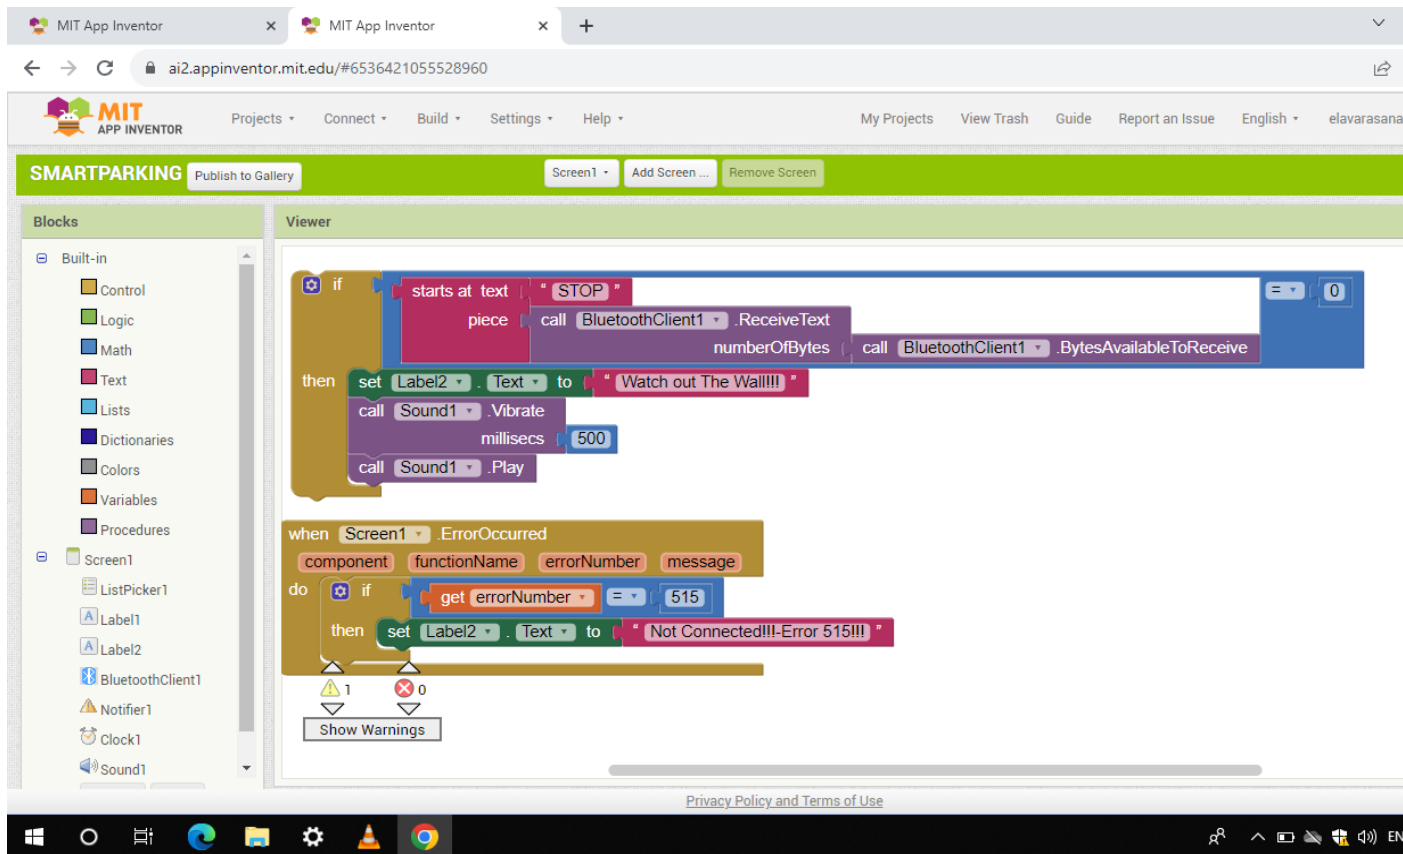 MIT App Inventor × MIT App Inventor × +
ai2.appinventor.mit.edu/#6536421055528960
MIT APP INVENTOR Projects Connect Build Settings Help My Projects View Trash Guide Report an Issue English elavarasana
SMARTPARKING Publish to Gallery Screen1 Add Screen ... Remove Screen
Blocks
Built-in
Control
Logic
Math
Text
Lists
Dictionaries
Colors
Variables
Procedures
Screen1
ListPicker1
A Label1
A Label2
BluetoothClient1
Notifier1
Clock1
Sound1
Viewer
if starts at text " STOP " = 0
piece call BluetoothClient1 .ReceiveText
numberOfBytes call BluetoothClient1 .BytesAvailableToReceive
then set Label2 . Text to " Watch out The Wall!!! "
call Sound1 .Vibrate
millisecs 500
call Sound1 .Play
when Screen1 .ErrorOccurred
component functionName errorNumber message
do if get errorNumber = 515
then set Label2 . Text to " Not Connected!!!-Error 515!!! "
1 0
Show Warnings
Privacy Policy and Terms of Use
EN